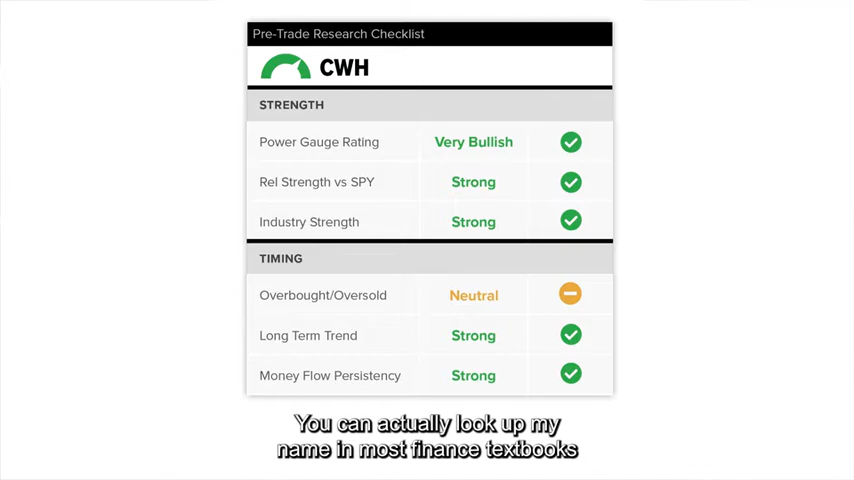 Pre-Trade Research Checklist
CWH
STRENGTH
Power Gauge Rating Very Bullish
Rel Strength vs SPY Strong
Industry Strength Strong
TIMING
Overbought/Oversold Neutral
Long Term Trend Strong
Money Flow Persistency Strong
You can actually look up my
name in most finance textbooks